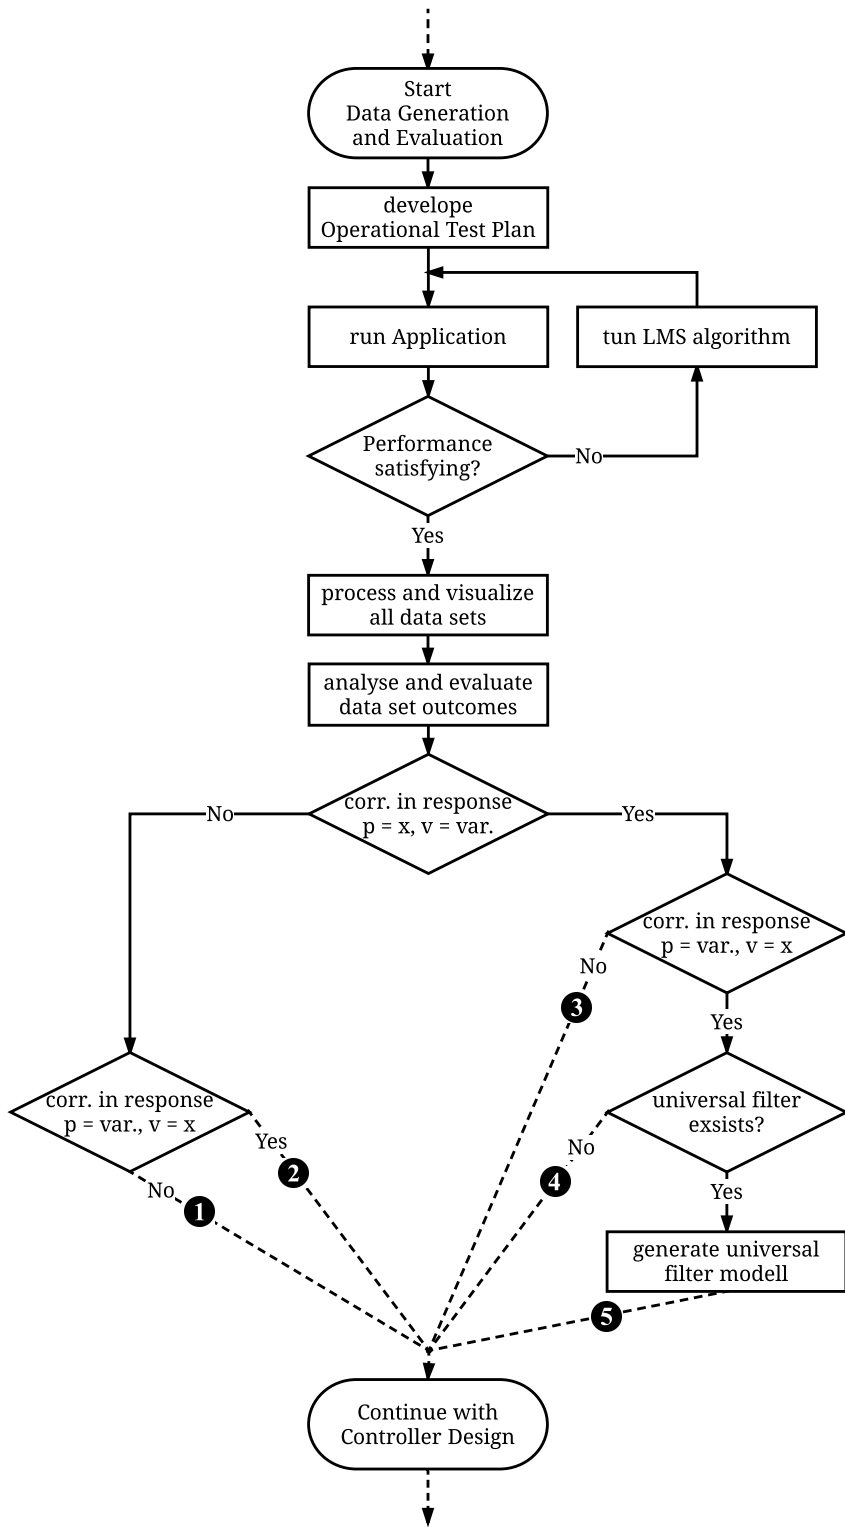 Start
Data Generation
and Evaluation
develope
Operational Test Plan
run Application
tun LMS algorithm
Performance
satisfying?
No
Yes
process and visualize
all data sets
analyse and evaluate
data set outcomes
corr. in response
p = x, v = var.
No
Yes
corr. in response
p = var., v = x
No
3
Yes
corr. in response
p = var., v = x
Yes
2
No
1
universal filter
exsists?
No
4
Yes
generate universal
filter modell
5
Continue with
Controller Design